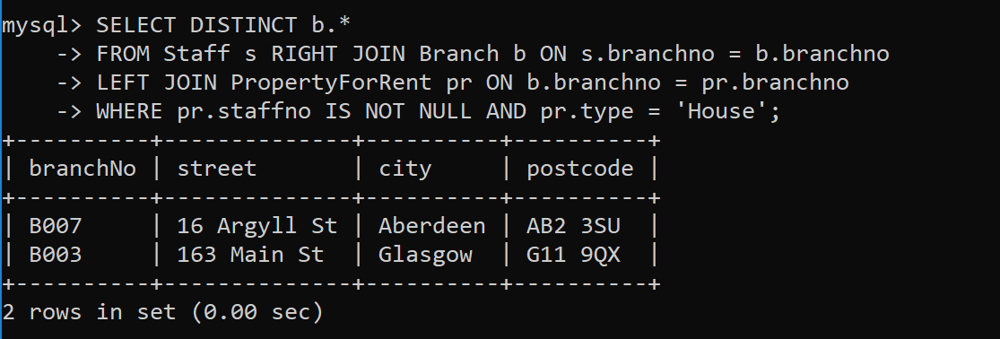 mysql> SELECT DISTINCT b.*
    -> FROM Staff s RIGHT JOIN Branch b ON s.branchno = b.branchno
    -> LEFT JOIN PropertyForRent pr ON b.branchno = pr.branchno
    -> WHERE pr.staffno IS NOT NULL AND pr.type = 'House';
+----------+--------------+----------+----------+
| branchNo | street       | city     | postcode |
+----------+--------------+----------+----------+
| B007     | 16 Argyll St | Aberdeen | AB2 3SU  |
| B003     | 163 Main St  | Glasgow  | G11 9QX  |
+----------+--------------+----------+----------+
2 rows in set (0.00 sec)